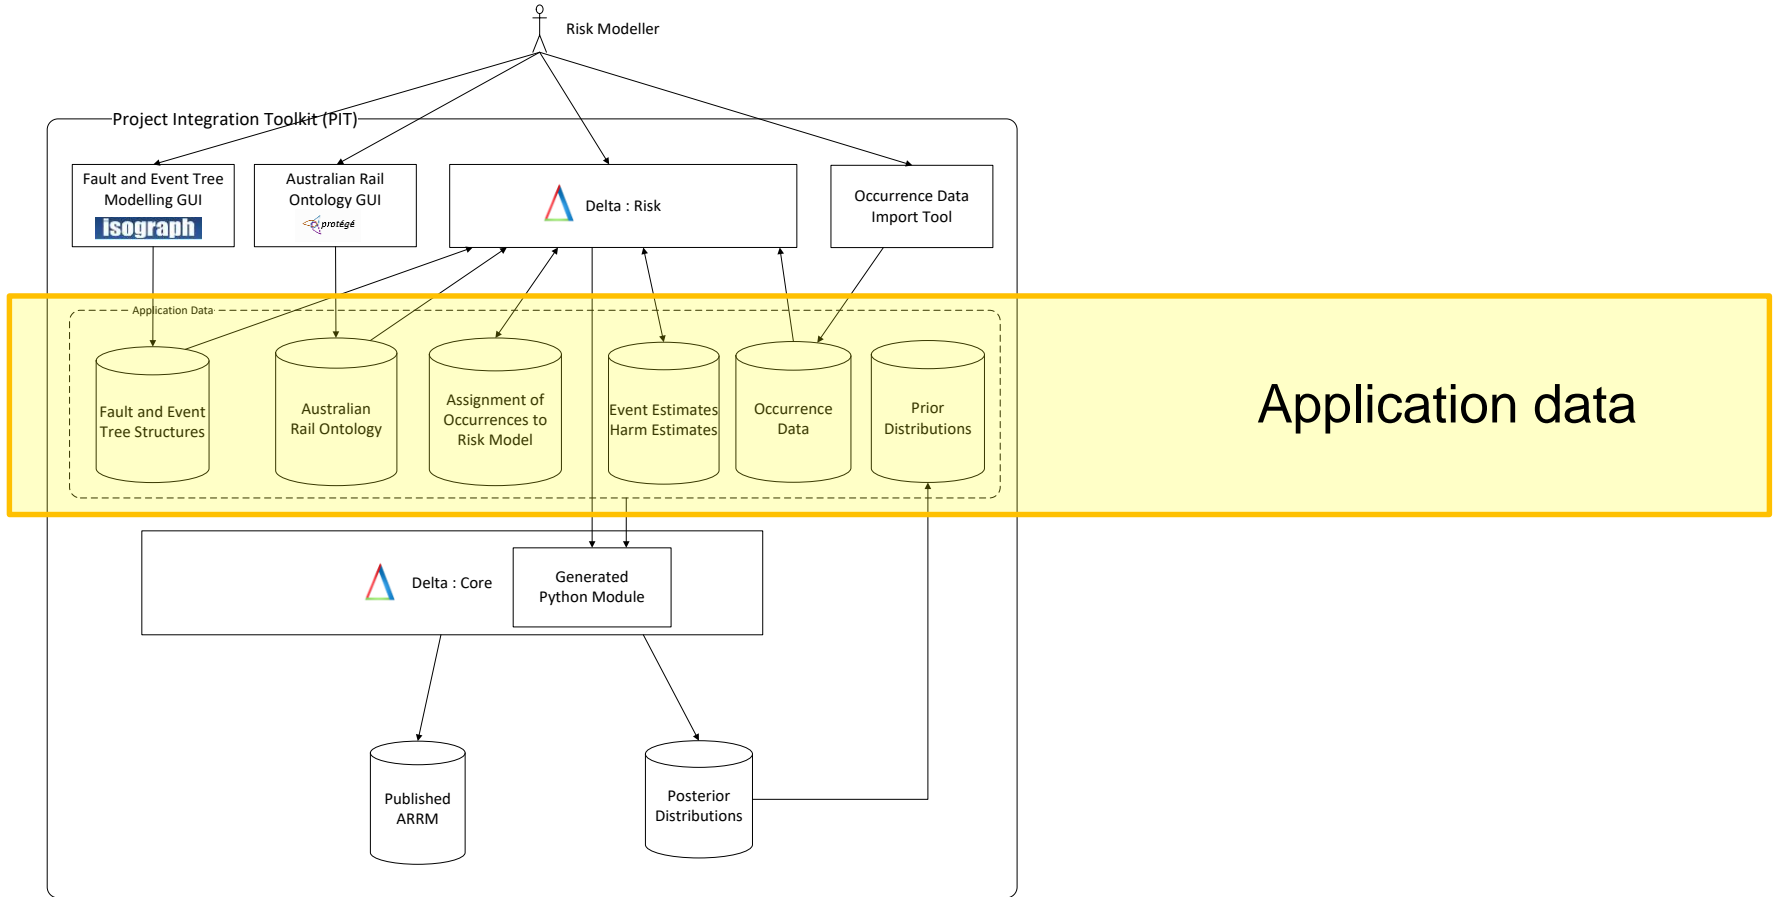 Risk Modeller
Project Integration Toolkit (PIT)
Fault and Event Tree
Modelling GUI
isograph
Australian Rail
Ontology GUI
protégé
Delta : Risk
Occurrence Data
Import Tool
Application Data
Fault and Event
Tree Structures
Australian
Rail Ontology
Assignment of
Occurrences to
Risk Model
Event Estimates
Harm Estimates
Occurrence
Data
Prior
Distributions
Application data
Delta : Core
Generated
Python Module
Published
ARRM
Posterior
Distributions